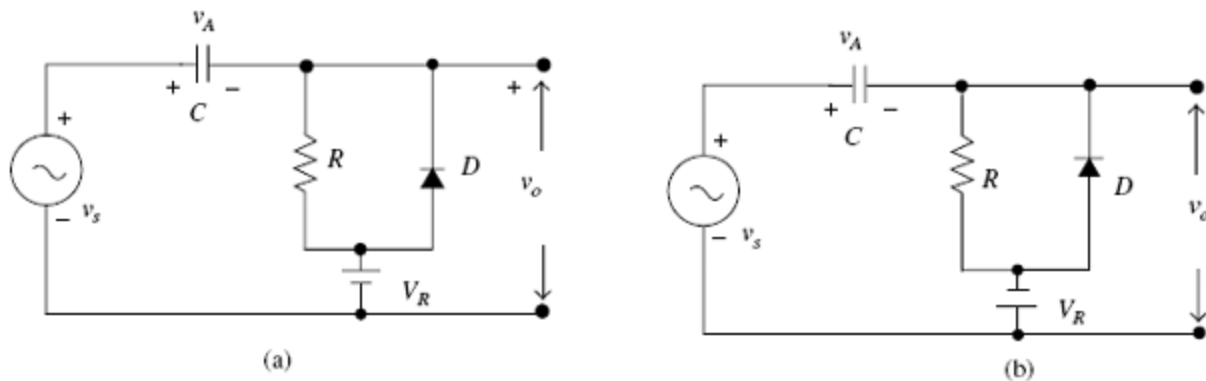 v_A
+ −
C
+
− v_s
R
D
+
v_o
V_R
(a)
v_A
+ −
C
+
− v_s
R
D
v_o
V_R
(b)